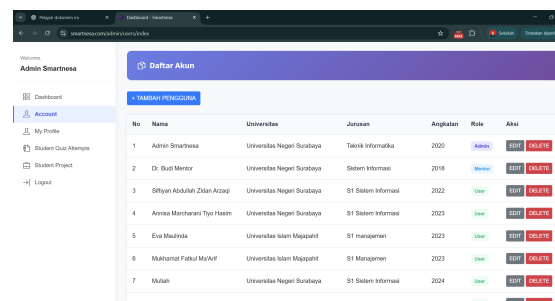 Pelajari dokumen ini
Dashboard - Smartnesa
smartnesa.com/admin/users/index
Sekolah
Welcome,
Admin Smartnesa
Dashboard
Account
My Profile
Student Quiz Attempts
Student Project
Logout
Daftar Akun
+ TAMBAH PENGGUNA
No Nama Universitas Jurusan Angkatan Role Aksi
1 Admin Smartnesa Universitas Negeri Surabaya Teknik Informatika 2020 Admin EDIT DELETE
2 Dr. Budi Mentor Universitas Negeri Surabaya Sistem Informasi 2018 Mentor EDIT DELETE
3 Siftiyan Abdullah Zidan Arzaqi Universitas Negeri Surabaya S1 Sistem Informasi 2022 User EDIT DELETE
4 Annisa Marcharani Tiyo Hasim Universitas Negeri Surabaya S1 Sistem Informasi 2023 User EDIT DELETE
5 Eva Maulinda Universitas Islam Majapahit S1 manajemen 2023 User EDIT DELETE
6 Mukhamat Fatkul Ma'Arif Universitas Islam Majapahit S1 Manajemen 2023 User EDIT DELETE
7 Mutiah Universitas Negeri Surabaya S1 Sistem Informasi 2024 User EDIT DELETE